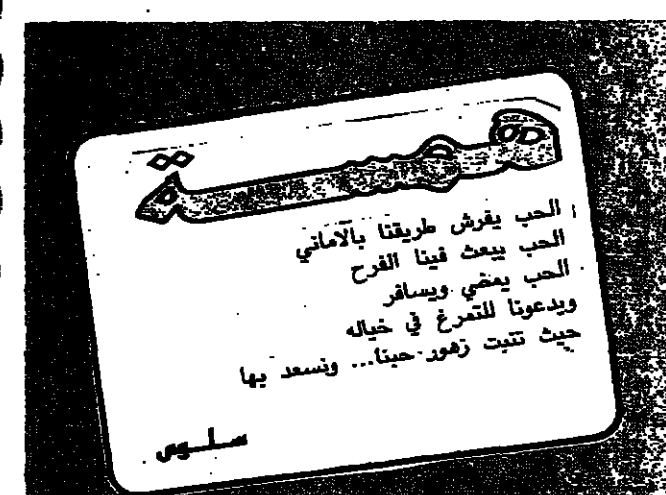 همسة
الحب يفرش طريقنا بالأماني
الحب يبعث فينا الفرح
الحب يمضي ويسافر
ويدعونا للتمرغ في خياله
حيث تنبت زهور حبنا... ونسعد بها
سلوى